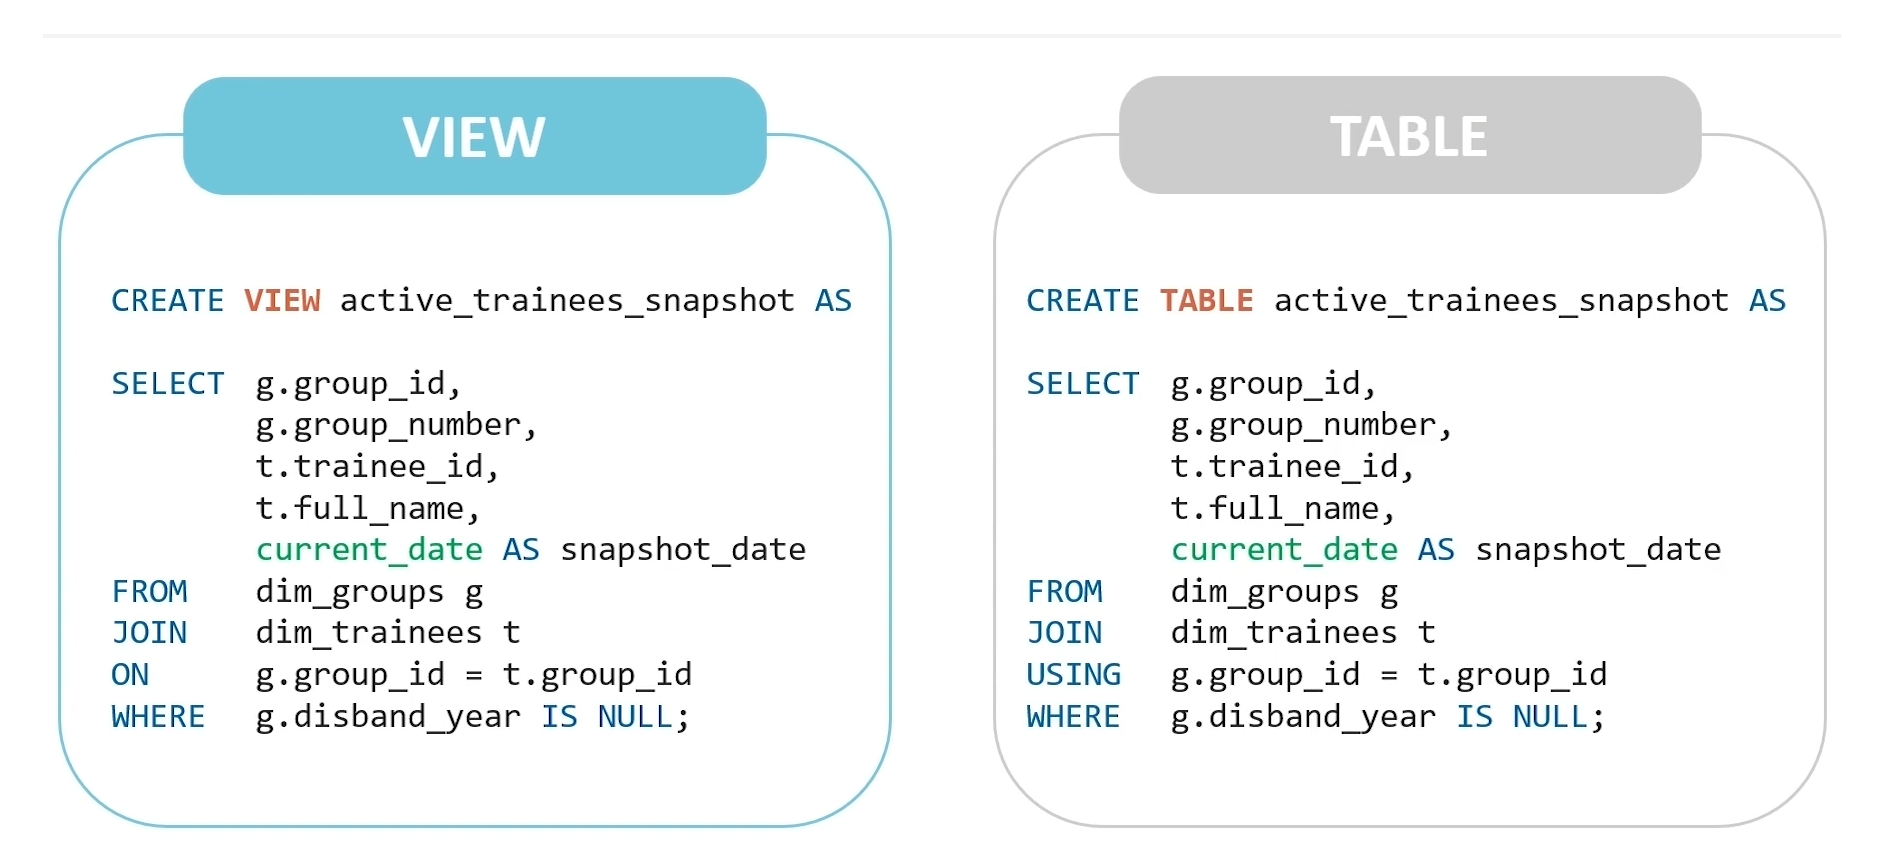 VIEW
CREATE VIEW active_trainees_snapshot AS
SELECT g.group_id,
g.group_number,
t.trainee_id,
t.full_name,
current_date AS snapshot_date
FROM dim_groups g
JOIN dim_trainees t
ON g.group_id = t.group_id
WHERE g.disband_year IS NULL;
TABLE
CREATE TABLE active_trainees_snapshot AS
SELECT g.group_id,
g.group_number,
t.trainee_id,
t.full_name,
current_date AS snapshot_date
FROM dim_groups g
JOIN dim_trainees t
USING g.group_id = t.group_id
WHERE g.disband_year IS NULL;